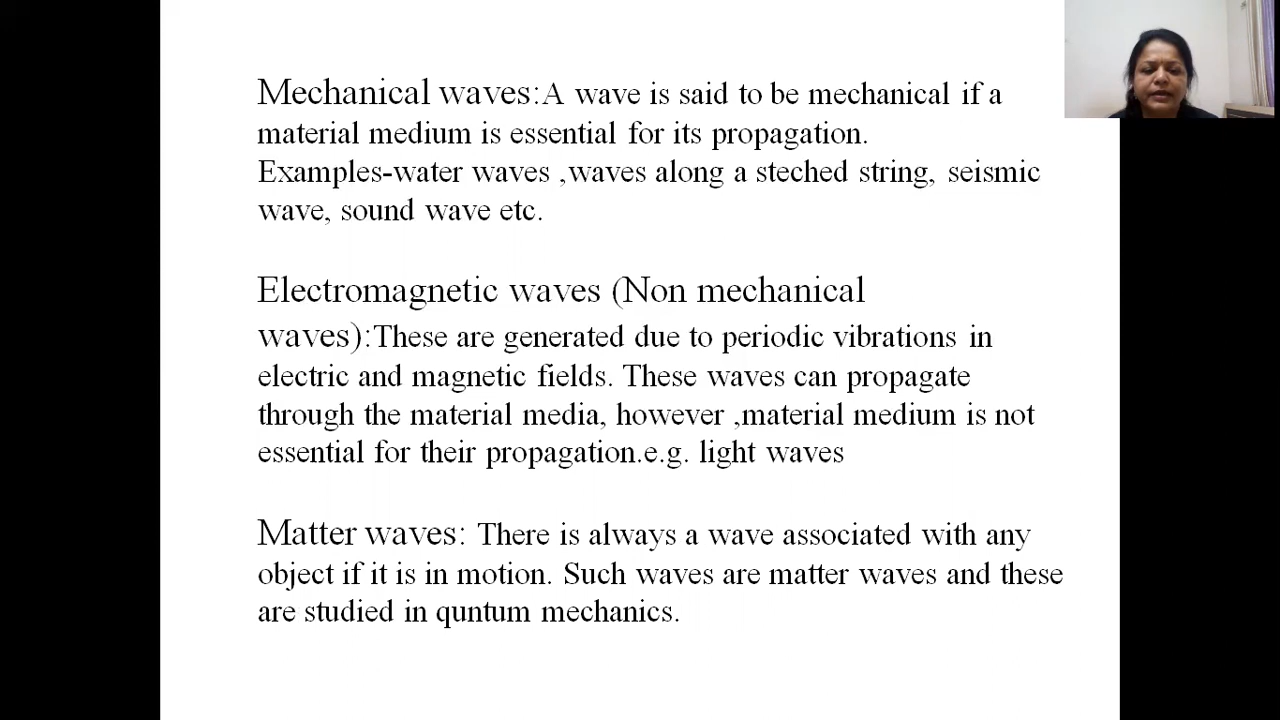 Mechanical waves:A wave is said to be mechanical if a
material medium is essential for its propagation.
Examples-water waves ,waves along a steched string, seismic
wave, sound wave etc.
Electromagnetic waves (Non mechanical
waves):These are generated due to periodic vibrations in
electric and magnetic fields. These waves can propagate
through the material media, however ,material medium is not
essential for their propagation.e.g. light waves
Matter waves: There is always a wave associated with any
object if it is in motion. Such waves are matter waves and these
are studied in quntum mechanics.